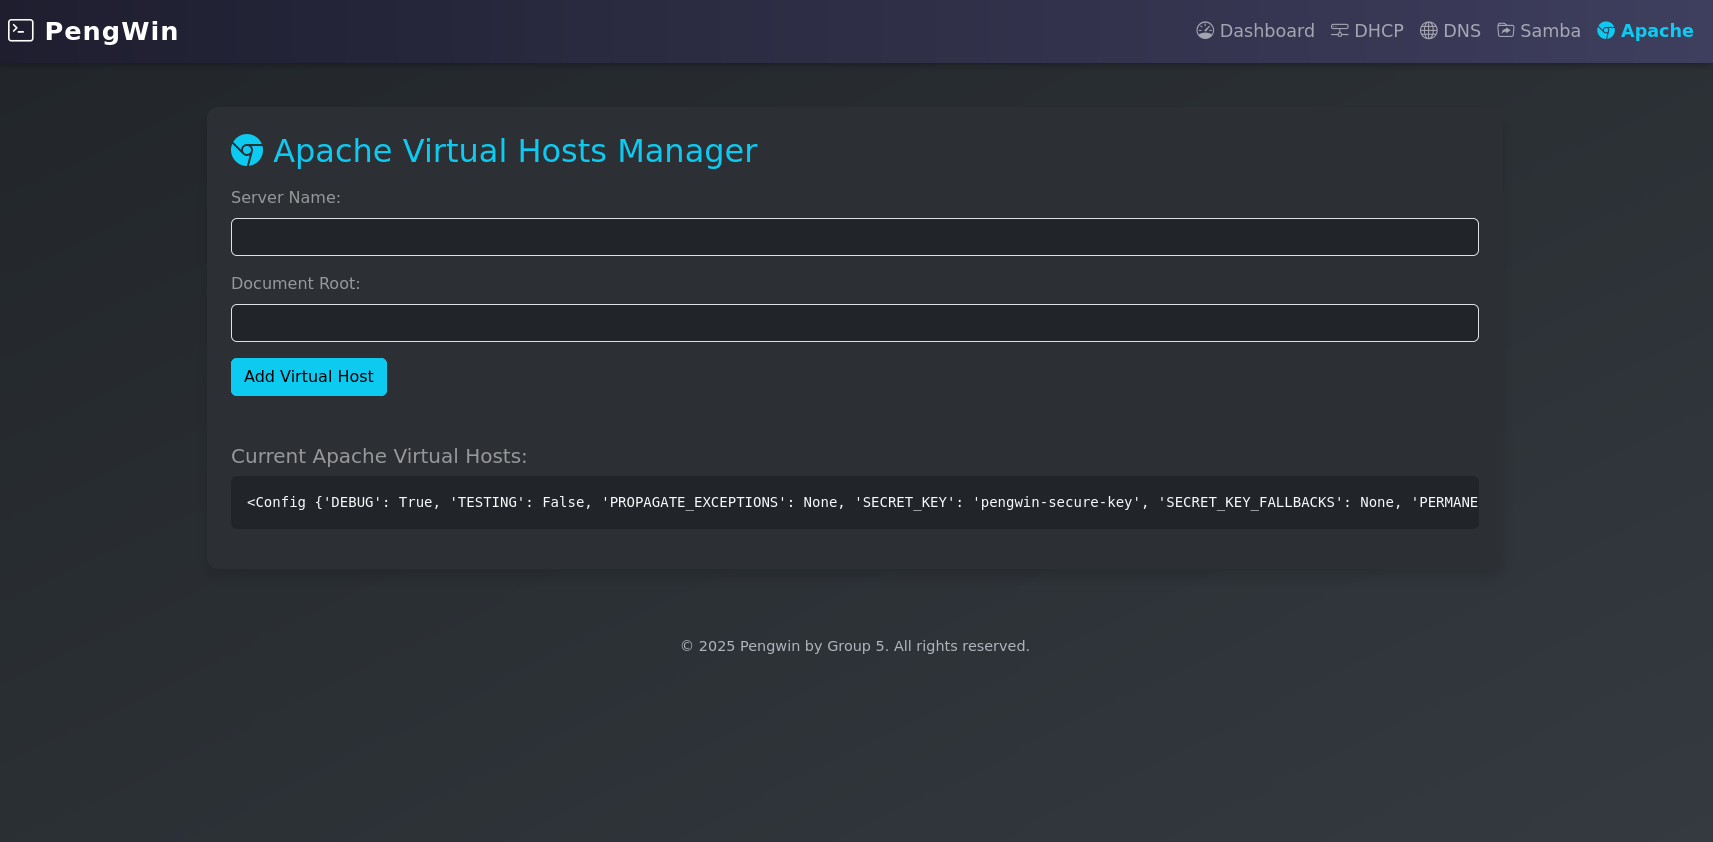 PengWin
Dashboard DHCP DNS Samba Apache
Apache Virtual Hosts Manager
Server Name:
Document Root:
Add Virtual Host
Current Apache Virtual Hosts:
<Config {'DEBUG': True, 'TESTING': False, 'PROPAGATE_EXCEPTIONS': None, 'SECRET_KEY': 'pengwin-secure-key', 'SECRET_KEY_FALLBACKS': None, 'PERMANE
© 2025 Pengwin by Group 5. All rights reserved.